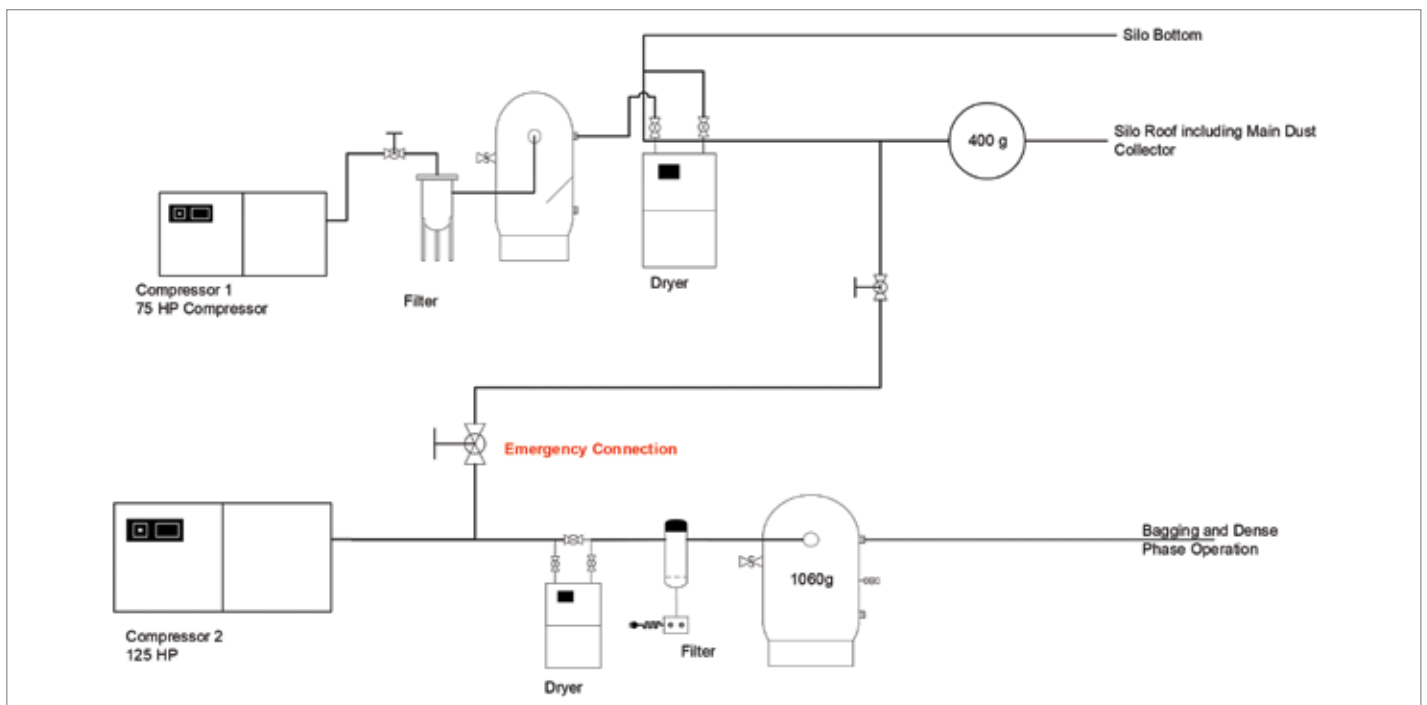 Silo Bottom
400 g
Silo Roof including Main Dust
Collector
Dryer
Compressor 1
75 HP Compressor
Filter
Emergency Connection
Bagging and Dense
Phase Operation
1060g
Compressor 2
125 HP
Filter
Dryer